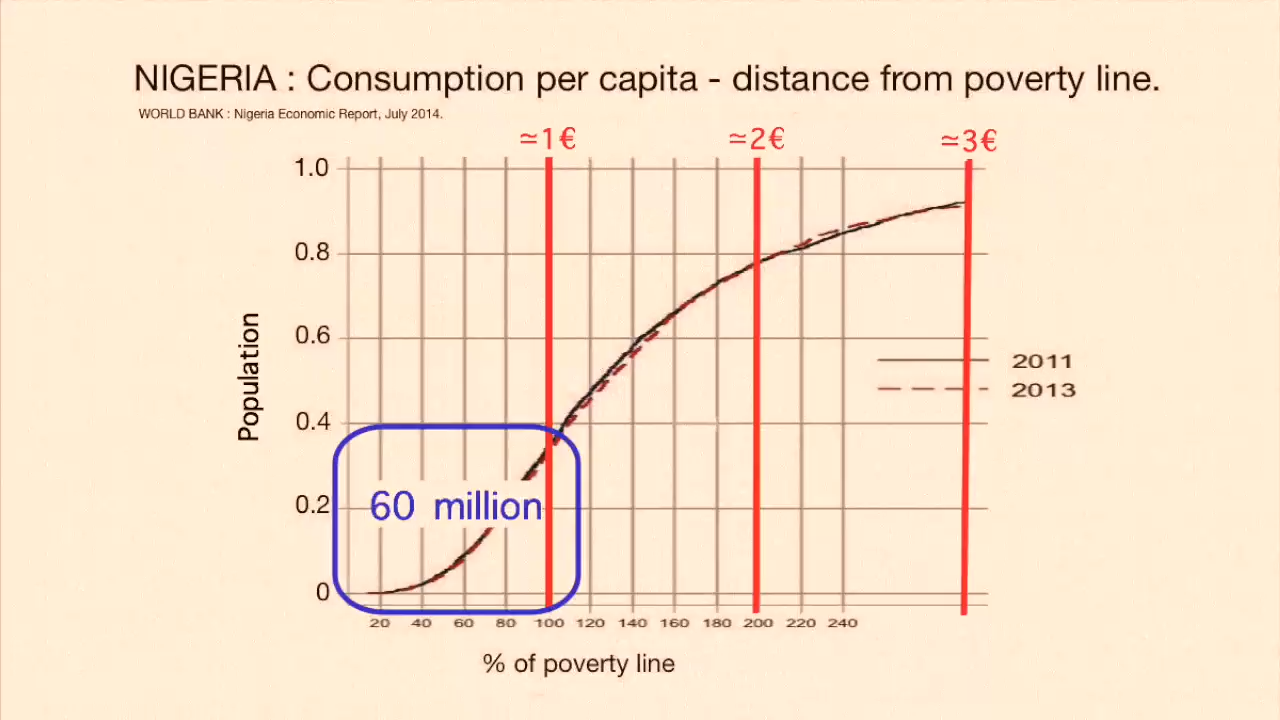 NIGERIA : Consumption per capita - distance from poverty line.
WORLD BANK : Nigeria Economic Report, July 2014.
≃1€ ≃2€ ≃3€
1.0
0.8
0.6
0.4
0.2
0
Population
60 million
2011
2013
20 40 60 80 100 120 140 160 180 200 220 240
% of poverty line